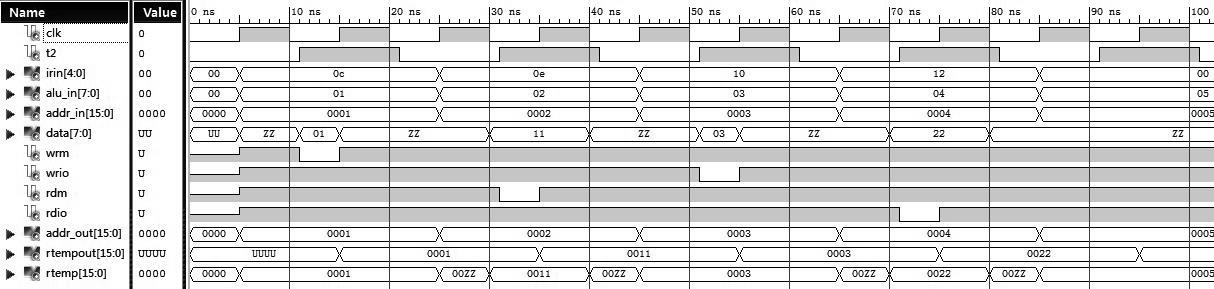 Name Value 0 ns 10 ns 20 ns 30 ns 40 ns 50 ns 60 ns 70 ns 80 ns 90 ns 100
clk 0
t2 0
irin[4:0] 00 00 0c 0e 10 12 00
alu_in[7:0] 00 00 01 02 03 04 05
addr_in[15:0] 0000 0000 0001 0002 0003 0004 0005
data[7:0] UU UU ZZ 01 ZZ 11 ZZ 03 ZZ 22 ZZ
wrm U
wrio U
rdm U
rdio U
addr_out[15:0] 0000 0000 0001 0002 0003 0004 0005
rtempout[15:0] UUUU UUUU 0001 0011 0003 0022
rtemp[15:0] 0000 0000 0001 00ZZ 0011 00ZZ 0003 00ZZ 0022 00ZZ 0005